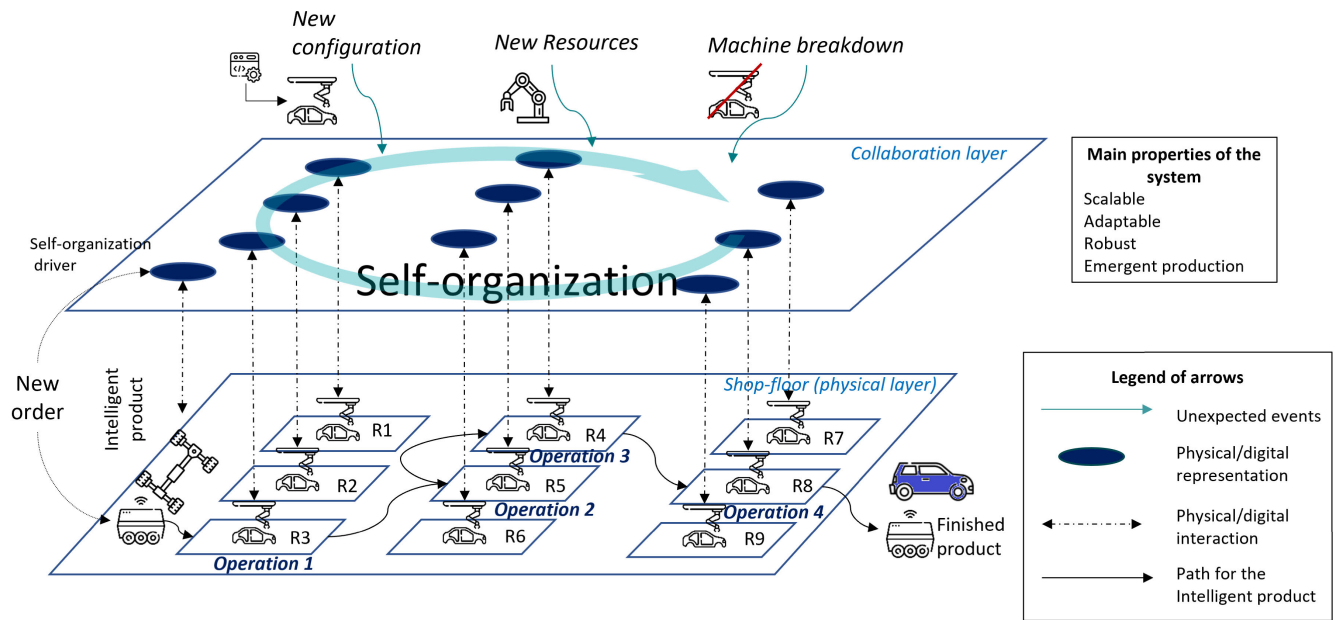 New
configuration
New Resources
Machine breakdown
Collaboration layer
Main properties of the
system
Scalable
Adaptable
Robust
Emergent production
Self-organization
driver
Self-organization
New
order
Intelligent
product
Shop-floor (physical layer)
R1
R4
R7
Operation 3
R2
R5
R8
Operation 2
Operation 4
R3
R6
R9
Operation 1
Finished
product
Legend of arrows
Unexpected events
Physical/digital
representation
Physical/digital
interaction
Path for the
Intelligent product